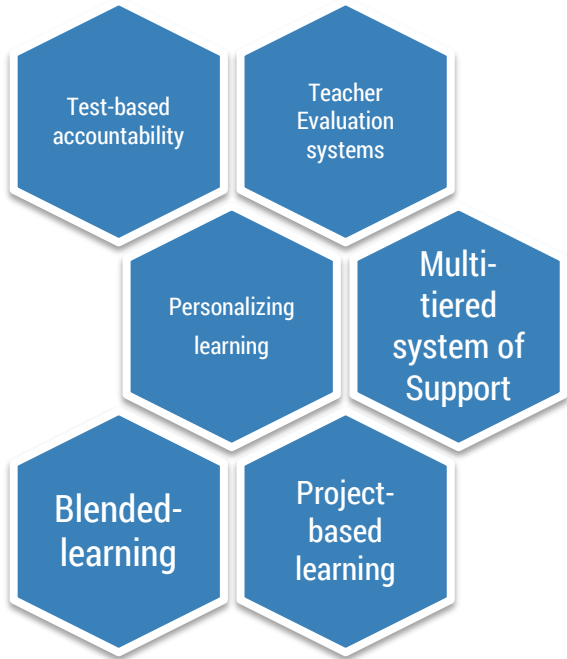 Test-based
accountability
Teacher
Evaluation
systems
Personalizing
learning
Multi-
tiered
system of
Support
Blended-
learning
Project-
based
learning